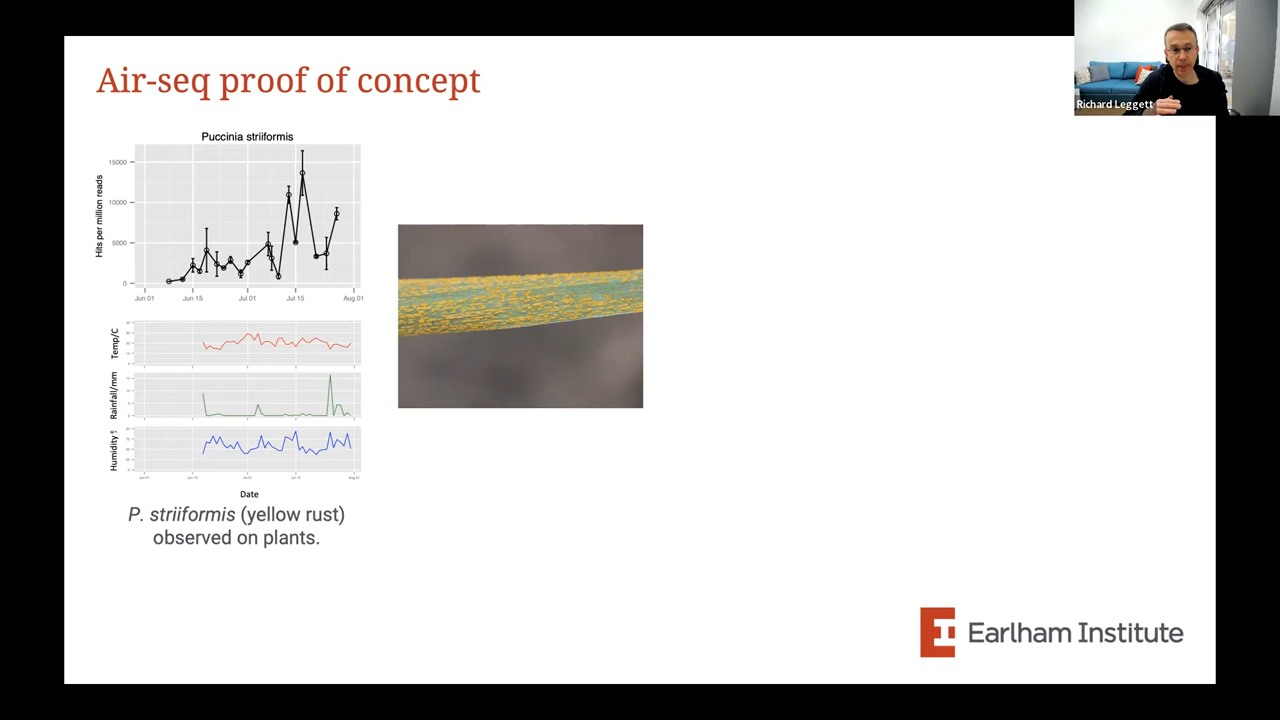 Air-seq proof of concept
Richard Leggett
Puccinia striiformis
Hits per million reads
15000
10000
5000
0
Jun 01
Jun 15
Jul 01
Jul 15
Aug 01
Temp/C
Rainfall/mm
Humidity
Date
P. striiformis (yellow rust)
observed on plants.
Earlham Institute